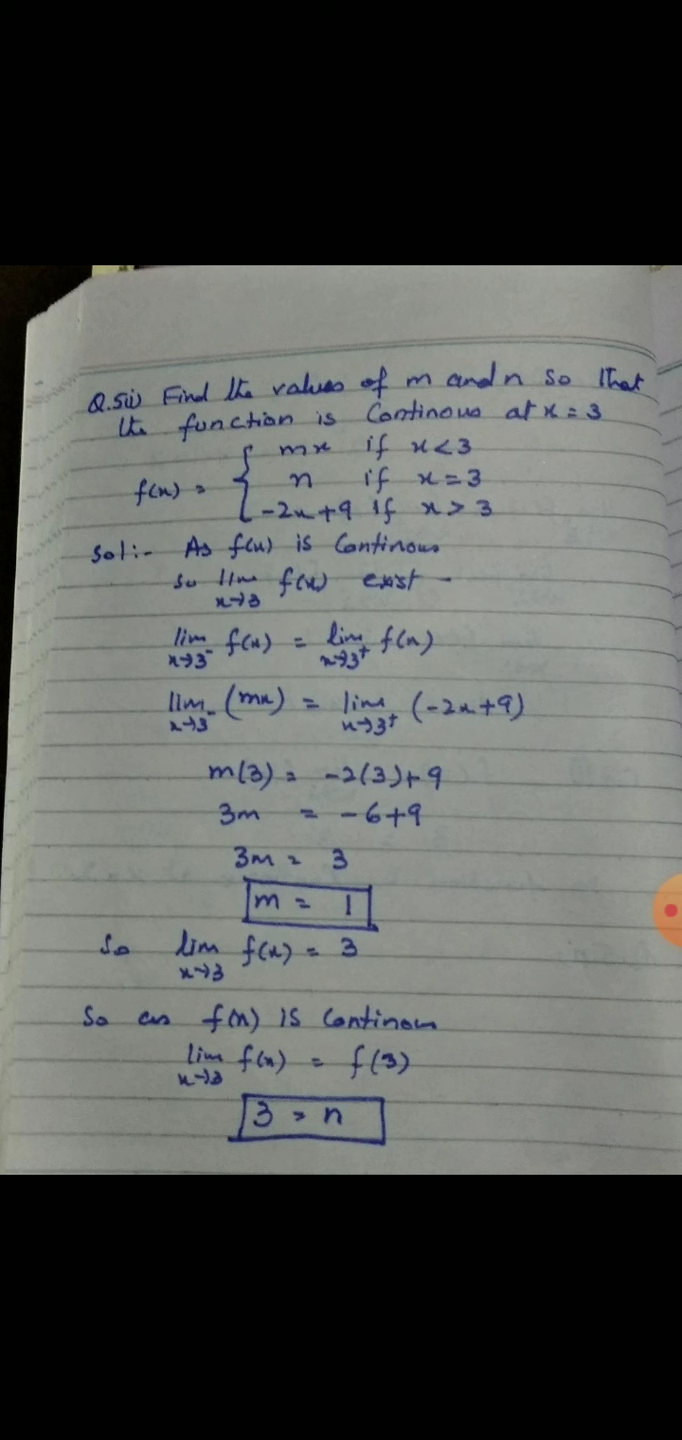 Q.5(ii) Find the values of m and n so that
the function is Continous at x = 3
f(x) = { mx if x < 3
n if x = 3
-2x+9 if x > 3
Sol:- As f(x) is Continous
so lim x→3 f(x) exist -
lim x→3⁻ f(x) = lim x→3⁺ f(x)
lim x→3⁻ (mx) = lim x→3⁺ (-2x+9)
m(3) = -2(3)+9
3m = -6+9
3m = 3
m = 1
So lim x→3 f(x) = 3
So as f(x) is Continous
lim x→3 f(x) = f(3)
3 = n